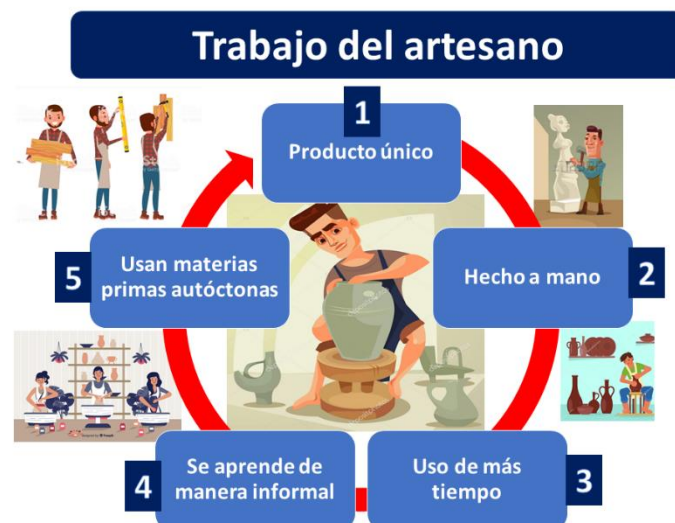 Trabajo del artesano
1
Producto único
2
Hecho a mano
3
Uso de más
tiempo
4
Se aprende de
manera informal
5
Usan materias
primas autóctonas